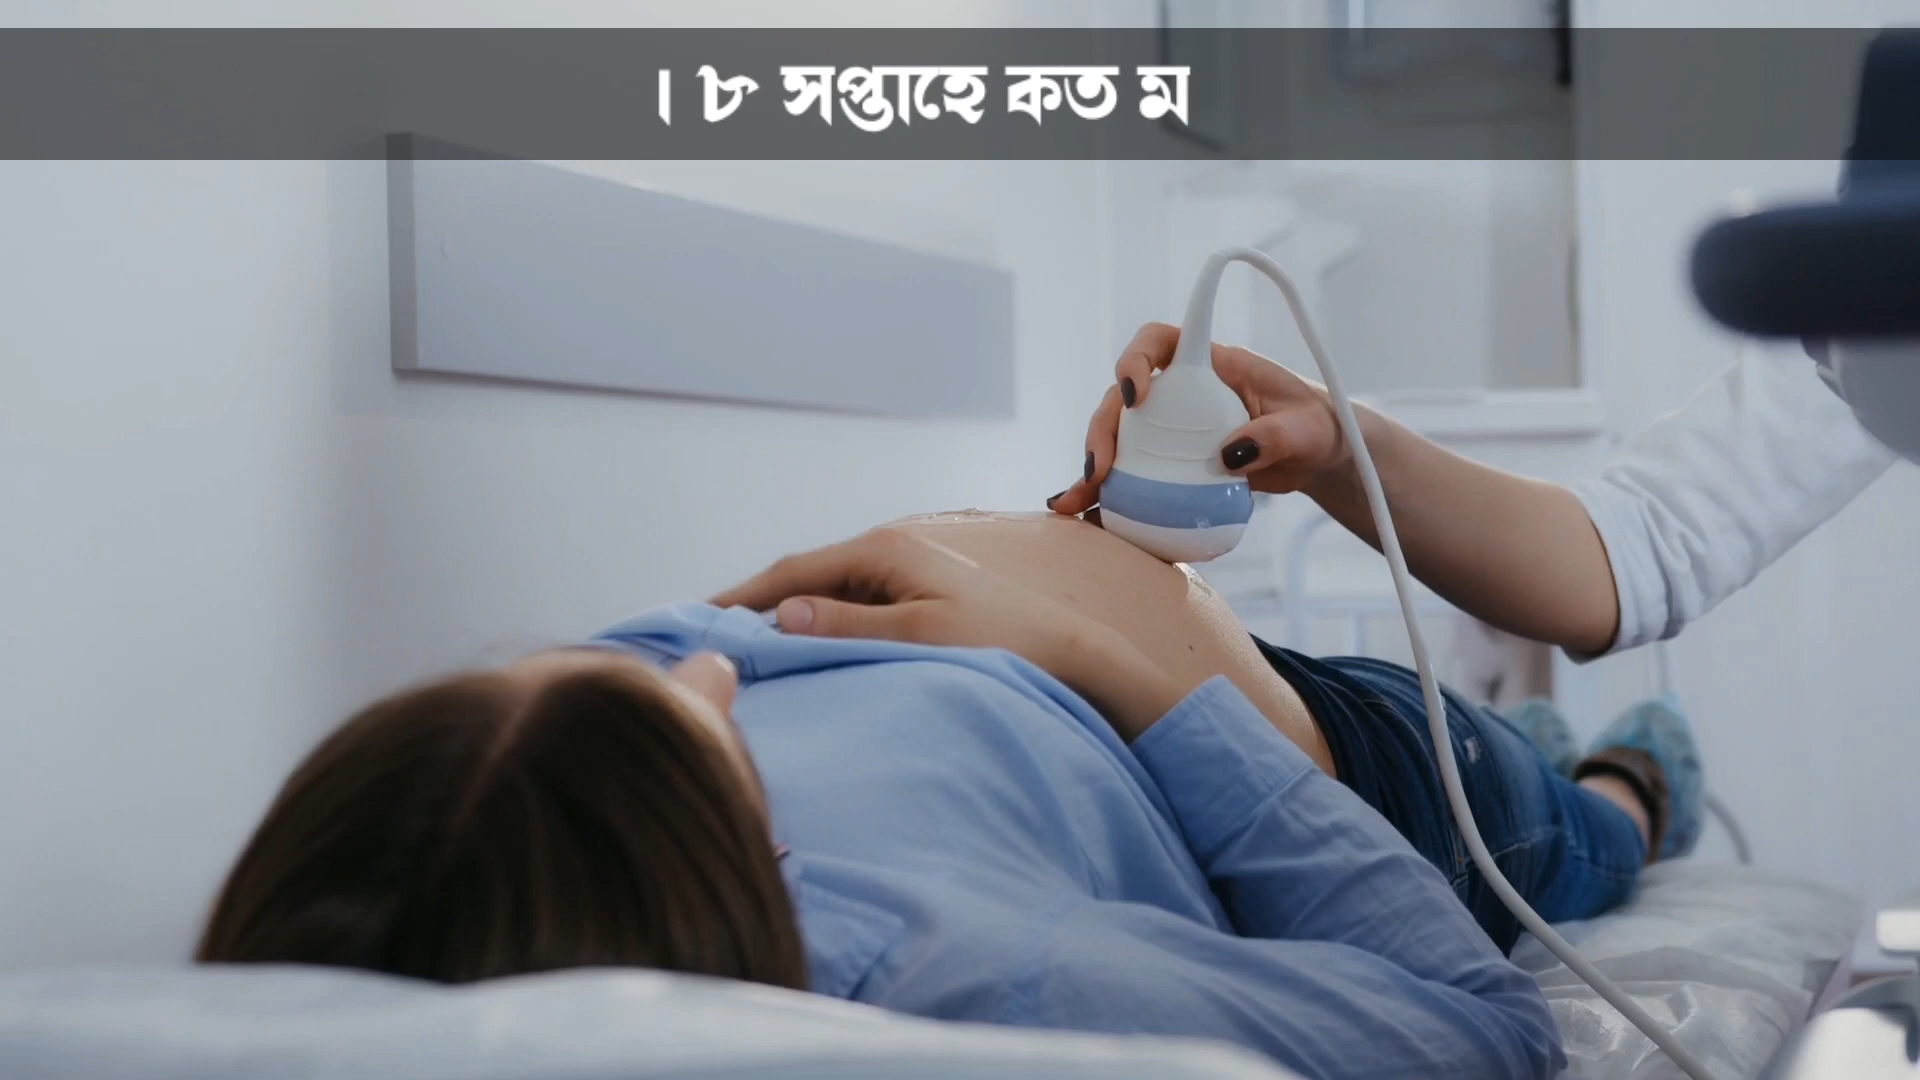 । ৮ সপ্তাহে কত ম